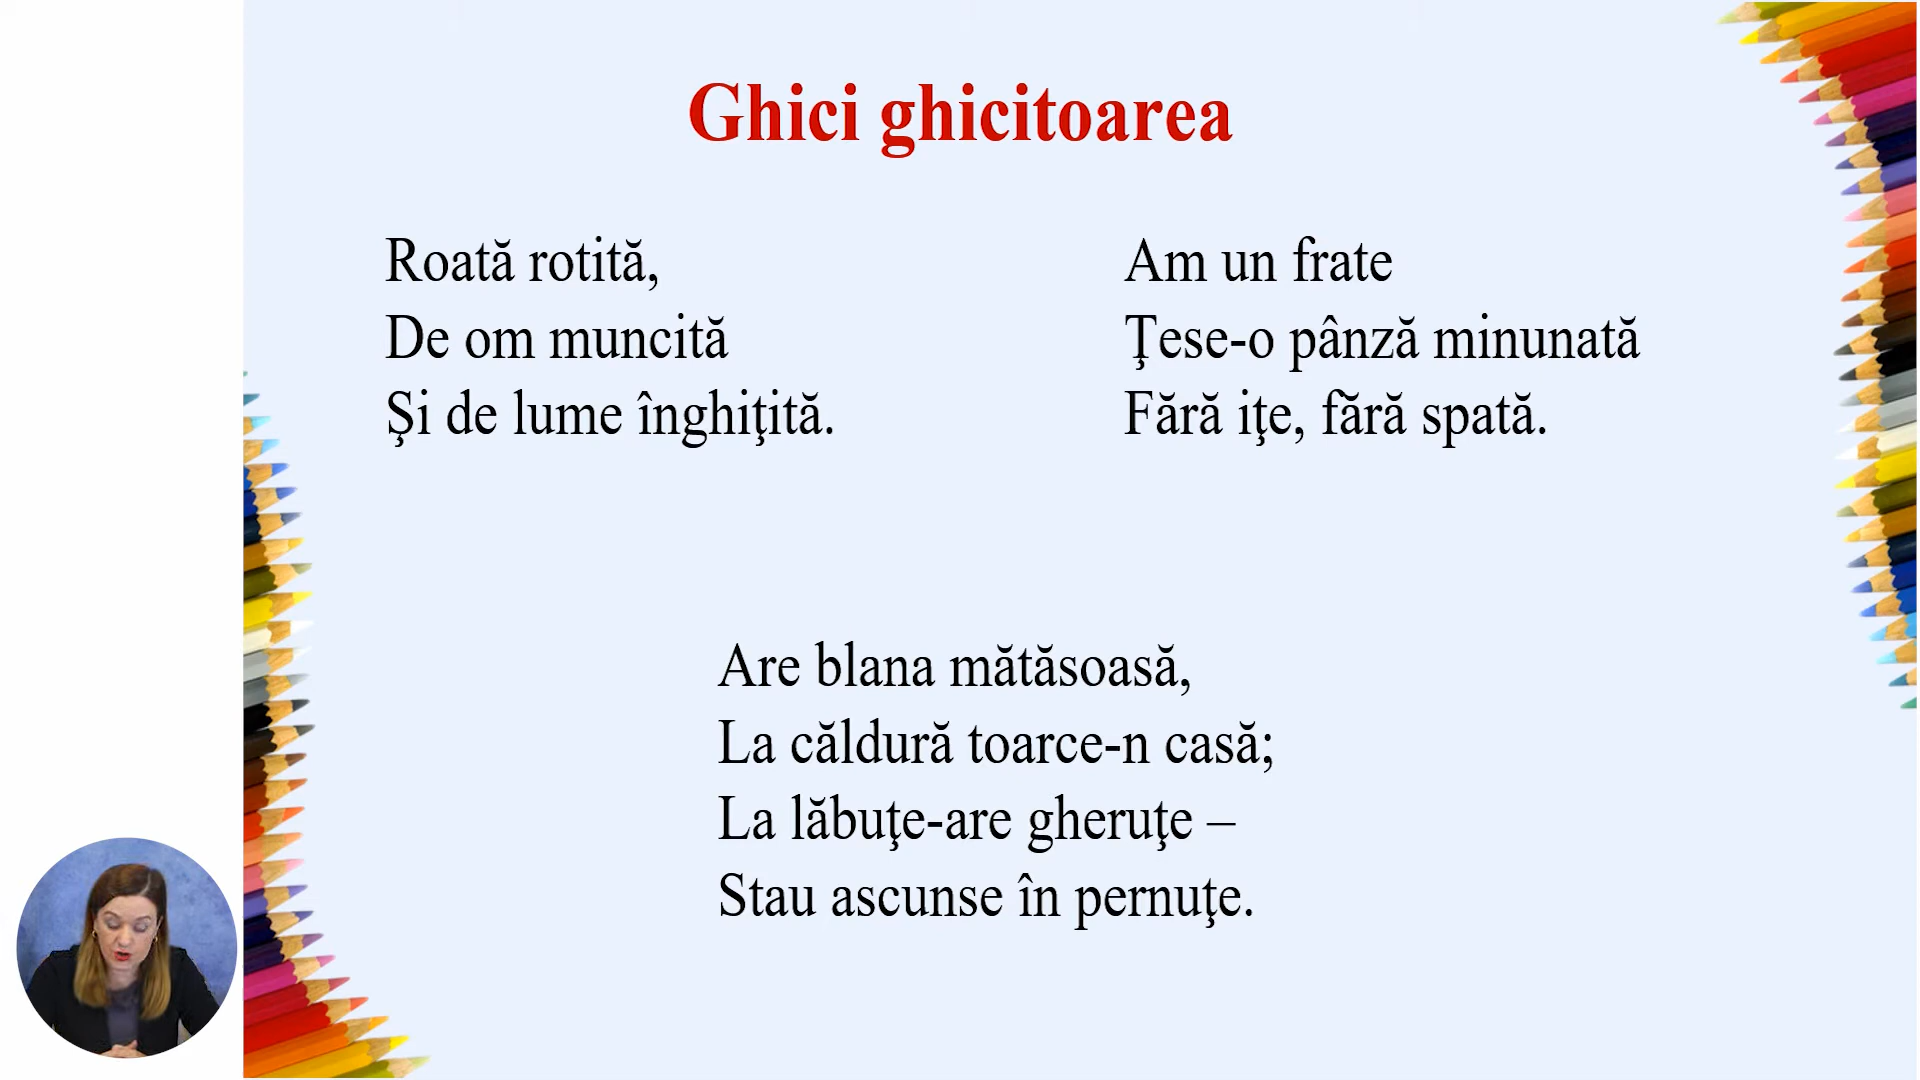 Ghici ghicitoarea
Roată rotită,
De om muncită
Şi de lume înghiţită.
Am un frate
Ţese-o pânză minunată
Fără iţe, fără spată.
Are blana mătăsoasă,
La căldură toarce-n casă;
La lăbuţe-are gheruţe –
Stau ascunse în pernuţe.